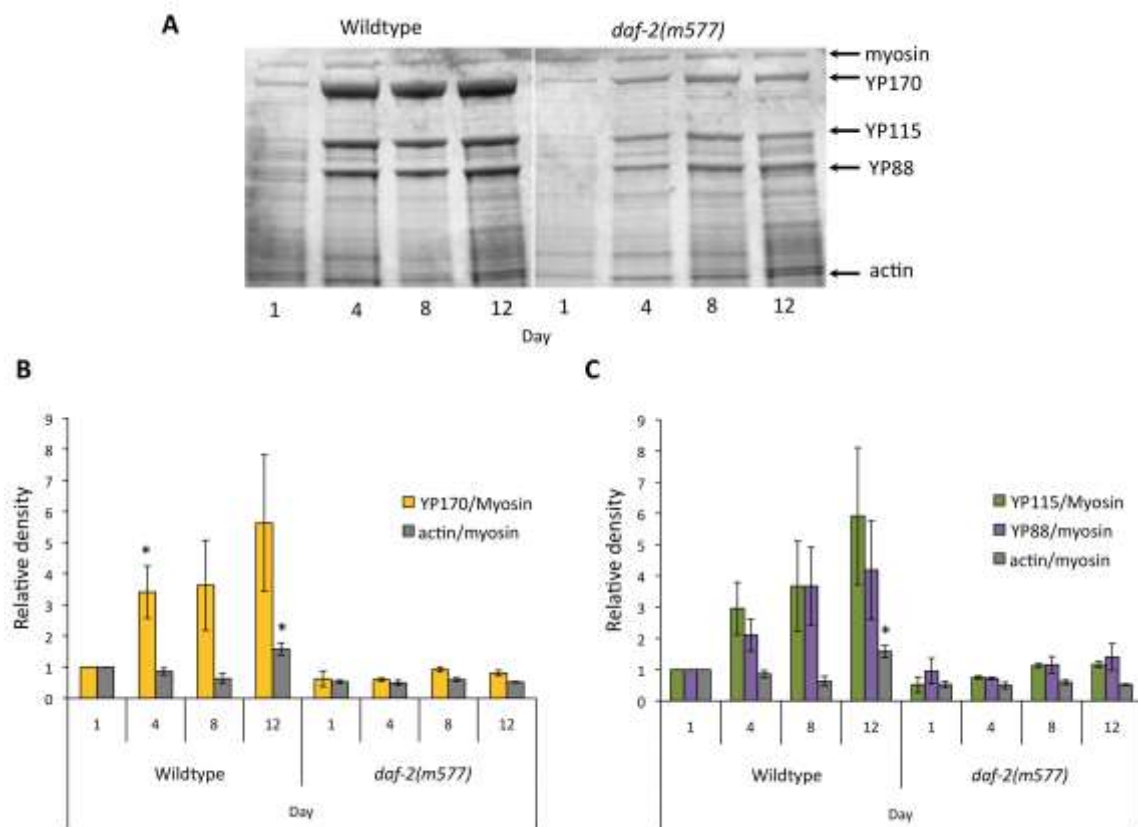 A
Wildtype daf-2(m577)
myosin
YP170
YP115
YP88
actin
1 4 8 12 1 4 8 12
Day
B
9
8
7
6
5
4
3
2
1
0
Relative density
YP170/Myosin
actin/myosin
*
*
1 4 8 12 1 4 8 12
Wildtype daf-2(m577)
Day
C
9
8
7
6
5
4
3
2
1
0
Relative density
YP115/Myosin
YP88/myosin
actin/myosin
*
1 4 8 12 1 4 8 12
Wildtype daf-2(m577)
Day